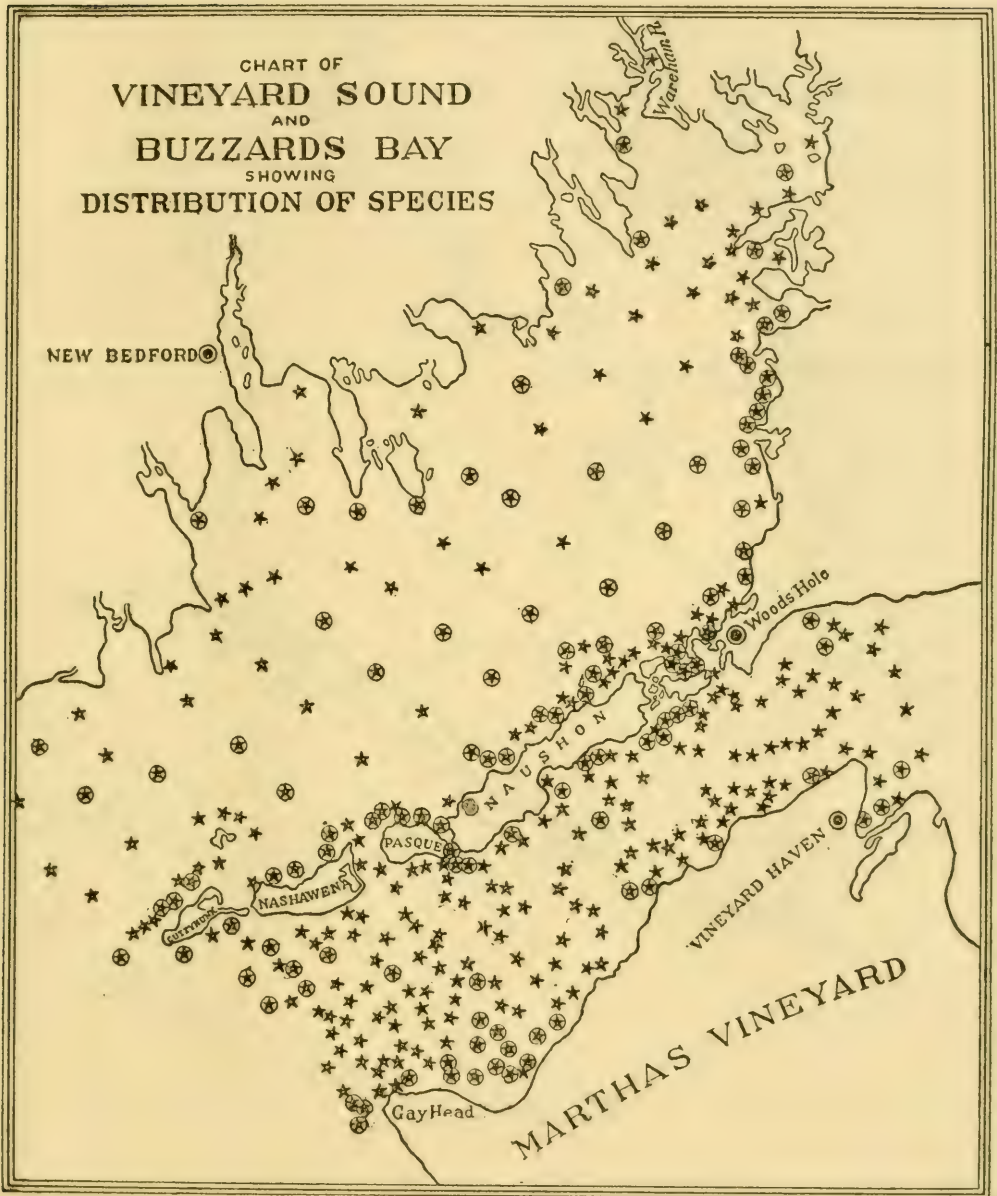 CHART OF
VINEYARD SOUND
AND
BUZZARDS BAY
SHOWING
DISTRIBUTION OF SPECIES
Wareham R.
NEW BEDFORD
Woods Hole
NAUSHON
PASQUE
NASHAWENA
CUTTYHUNK
VINEYARD HAVEN
MARTHAS VINEYARD
Gay Head